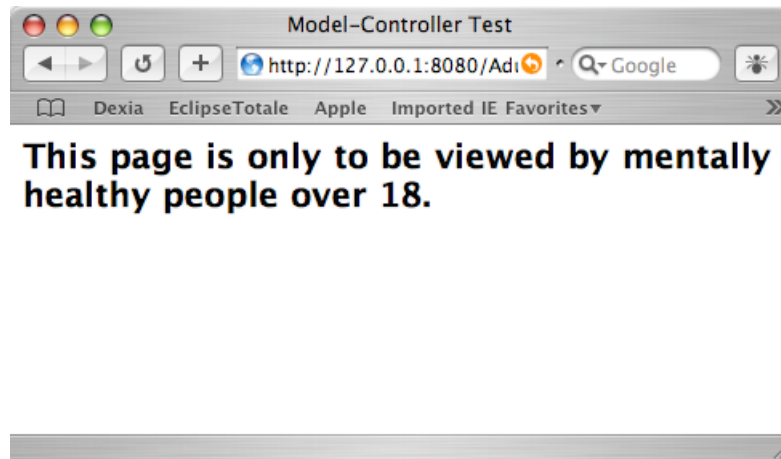 Model-Controller Test
http://127.0.0.1:8080/Adı
Google
Dexia EclipseTotale Apple Imported IE Favorites
This page is only to be viewed by mentally
healthy people over 18.